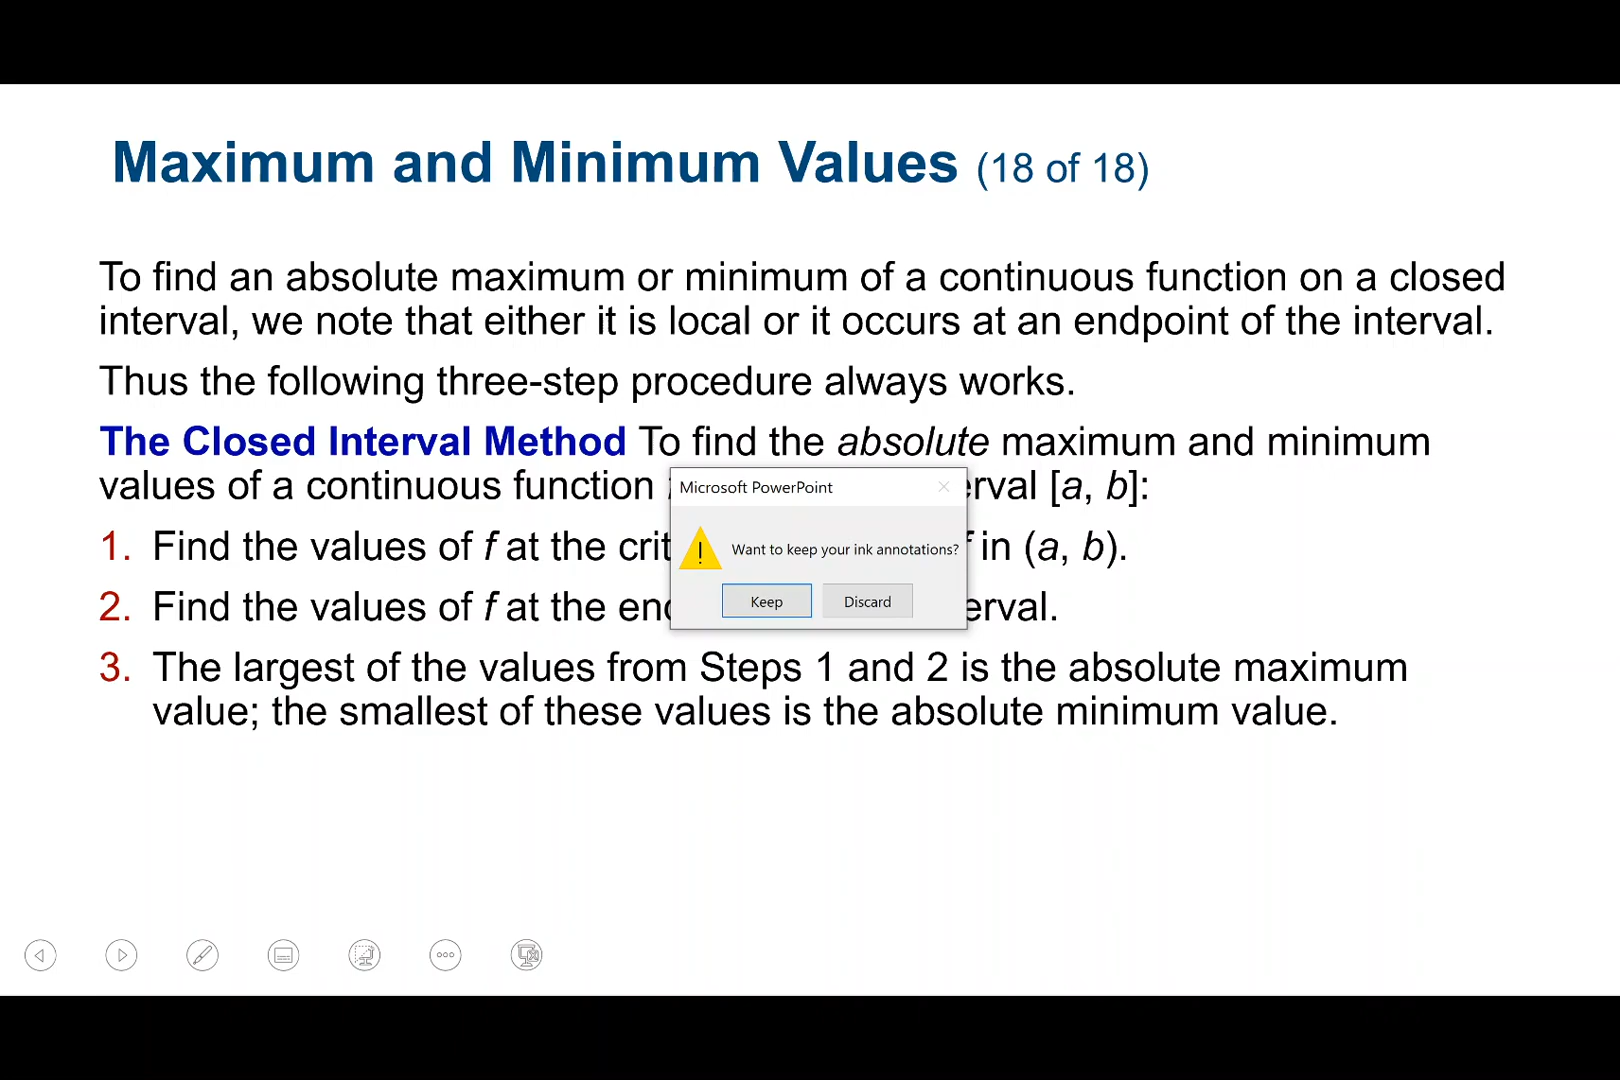 Maximum and Minimum Values (18 of 18)
To find an absolute maximum or minimum of a continuous function on a closed
interval, we note that either it is local or it occurs at an endpoint of the interval.
Thus the following three-step procedure always works.
The Closed Interval Method To find the absolute maximum and minimum
values of a continuous function erval [a, b]:
1. Find the values of f at the crit f in (a, b).
2. Find the values of f at the end erval.
3. The largest of the values from Steps 1 and 2 is the absolute maximum
value; the smallest of these values is the absolute minimum value.
Microsoft PowerPoint
Want to keep your ink annotations?
Keep Discard